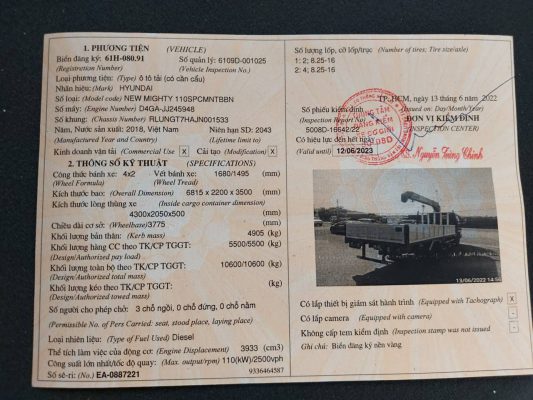 1. PHƯƠNG TIỆN (VEHICLE)
Biển đăng ký: 61H-080.91 Số quản lý: 6109D-001025
(Registration Number) (Vehicle Inspection No.)
Loại phương tiện: (Type) ô tô tải (có cần cẩu)
Nhãn hiệu: (Mark) HYUNDAI
Số loại: (Model code) NEW MIGHTY 110SPCMNTBBN
Số máy: (Engine Number) D4GA-JJ245948
Số khung: (Chassis Number) RLUNGT7HAJN001533
Năm, Nước sản xuất: 2018, Việt Nam Niên hạn SD: 2043
(Manufactured Year and Country) (Lifetime limit to)
Kinh doanh vận tải (Commercial Use) X Cải tạo (Modification) X
2. THÔNG SỐ KỸ THUẬT (SPECIFICATIONS)
Công thức bánh xe: 4x2 Vết bánh xe: 1680/1495 (mm)
(Wheel Formula) (Wheel Tread)
Kích thước bao: (Overall Dimension) 6815 x 2200 x 3500 (mm)
Kích thước lòng thùng xe (Inside cargo container dimension)
4300x2050x500 (mm)
Chiều dài cơ sở: (Wheelbase) 3775 (mm)
Khối lượng bản thân: (Kerb mass) 4905 (kg)
Khối lượng hàng CC theo TK/CP TGGT: 5500/5500 (kg)
(Design/Authorized pay load)
Khối lượng toàn bộ theo TK/CP TGGT: 10600/10600 (kg)
(Design/Authorized total mass)
Khối lượng kéo theo TK/CP TGGT: (kg)
(Design/Authorized towed mass)
Số người cho phép chở: 3 chỗ ngồi, 0 chỗ đứng, 0 chỗ nằm
(Permissible No. of Pers Carried: seat, stood place, laying place)
Loại nhiên liệu: (Type of Fuel Used) Diesel
Thể tích làm việc của động cơ: (Engine Displacement) 3933 (cm3)
Công suất lớn nhất/tốc độ quay: (Max. output/rpm) 110(kW)/2500vph
Số sê-ri: (No.) EA-0887221 9336464587
Số lượng lốp, cỡ lốp/trục (Number of tires: Tire size/axle)
1: 2; 8.25-16
2: 4; 8.25-16
TP. HCM, ngày 13 tháng 6 năm 2022
(Issued on: Day/Month/Year)
Số phiếu kiểm định ĐƠN VỊ KIỂM ĐỊNH
(Inspection Report No) (INSPECTION CENTER)
5008D-16642/22
Có hiệu lực đến hết ngày
(Valid until) 12/06/2023
Nguyễn Trùng Chính
13/06/2022 14:5
Có lắp thiết bị giám sát hành trình (Equipped with Tachograph) X
Có lắp camera (Equipped with camera) -
Không cấp tem kiểm định (Inspection stamp was not issued) -
Ghi chú: Biển đăng ký nền vàng